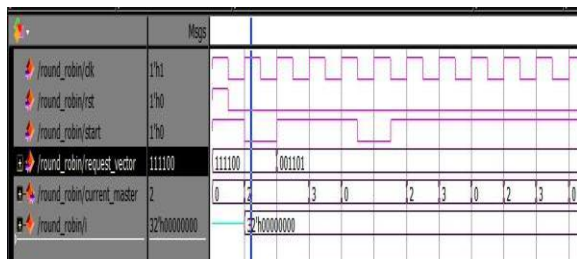 Msgs
/round_robin/clk 1'h1
/round_robin/rst 1'h0
/round_robin/start 1'h0
/round_robin/request_vector 111100 111100 001101
/round_robin/current_master 2 0 2 3 0 2 3 0 2 3 0
/round_robin/i 32'h00000000 32'h00000000